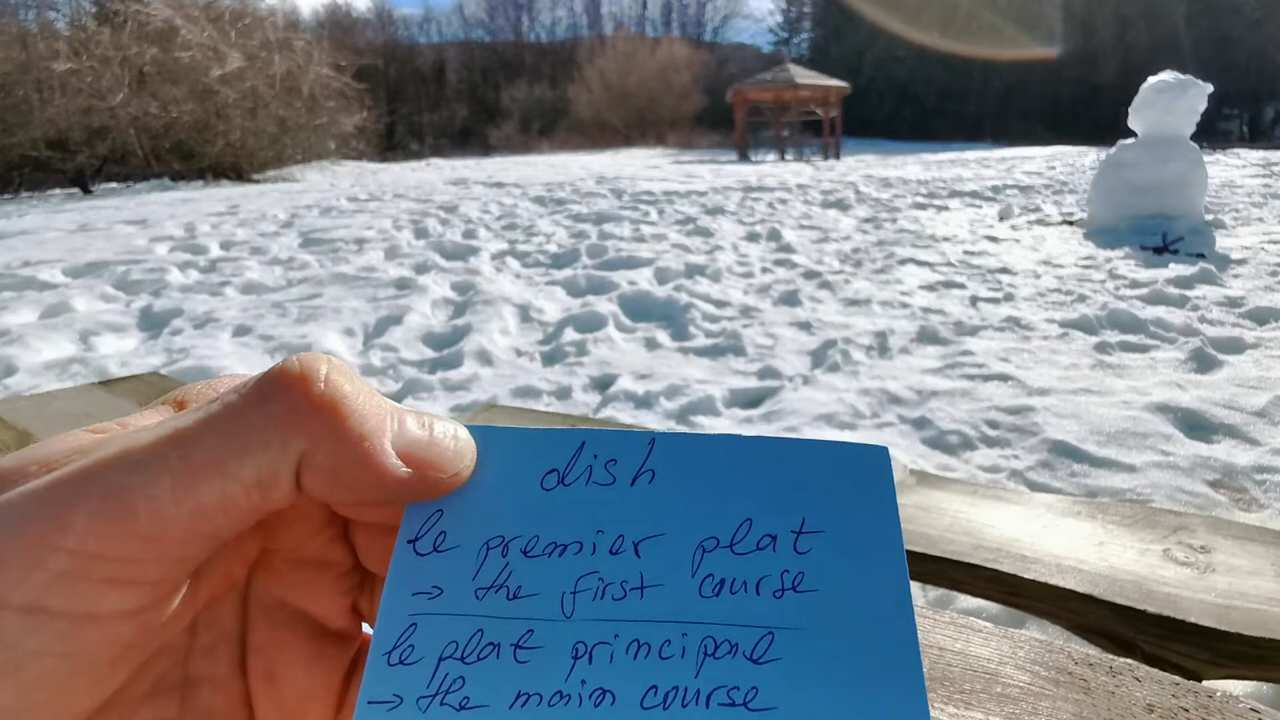 dish
le premier plat
→ the first course
le plat principal
→ the main course